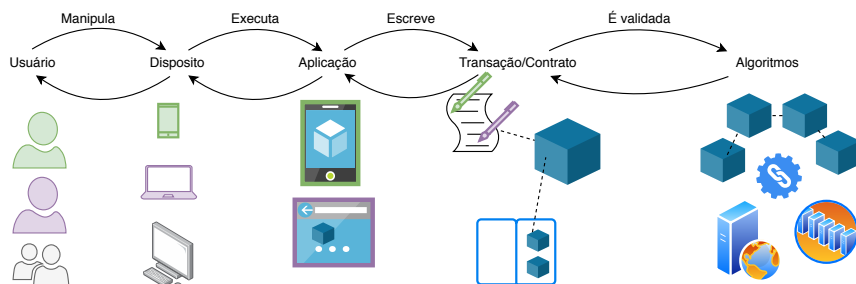 Manipula
Executa
Escreve
É validada
Usuário
Disposito
Aplicação
Transação/Contrato
Algoritmos